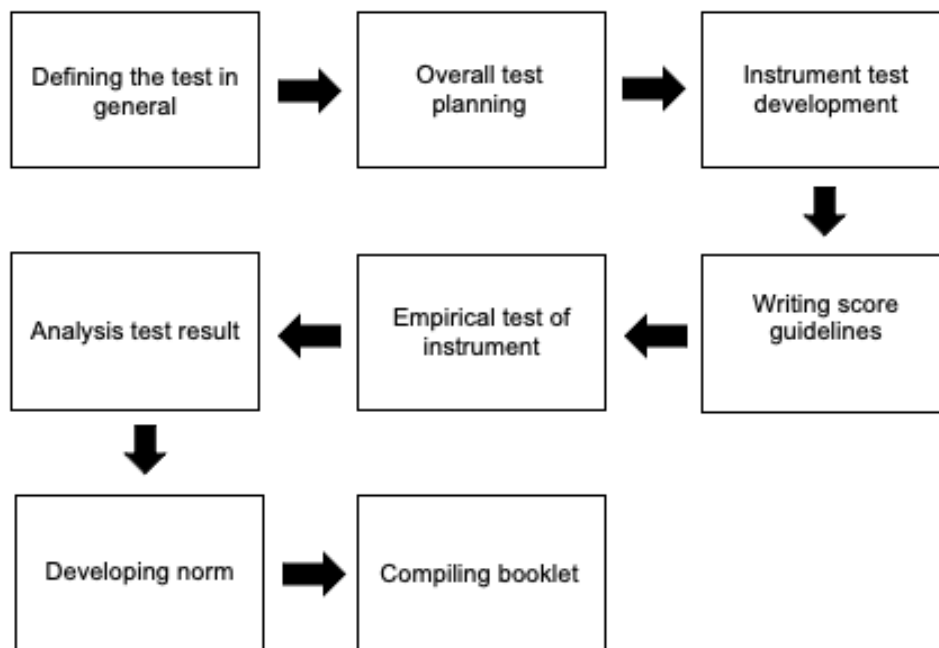 Defining the test in
general
Overall test
planning
Instrument test
development
Writing score
guidelines
Empirical test of
instrument
Analysis test result
Developing norm
Compiling booklet